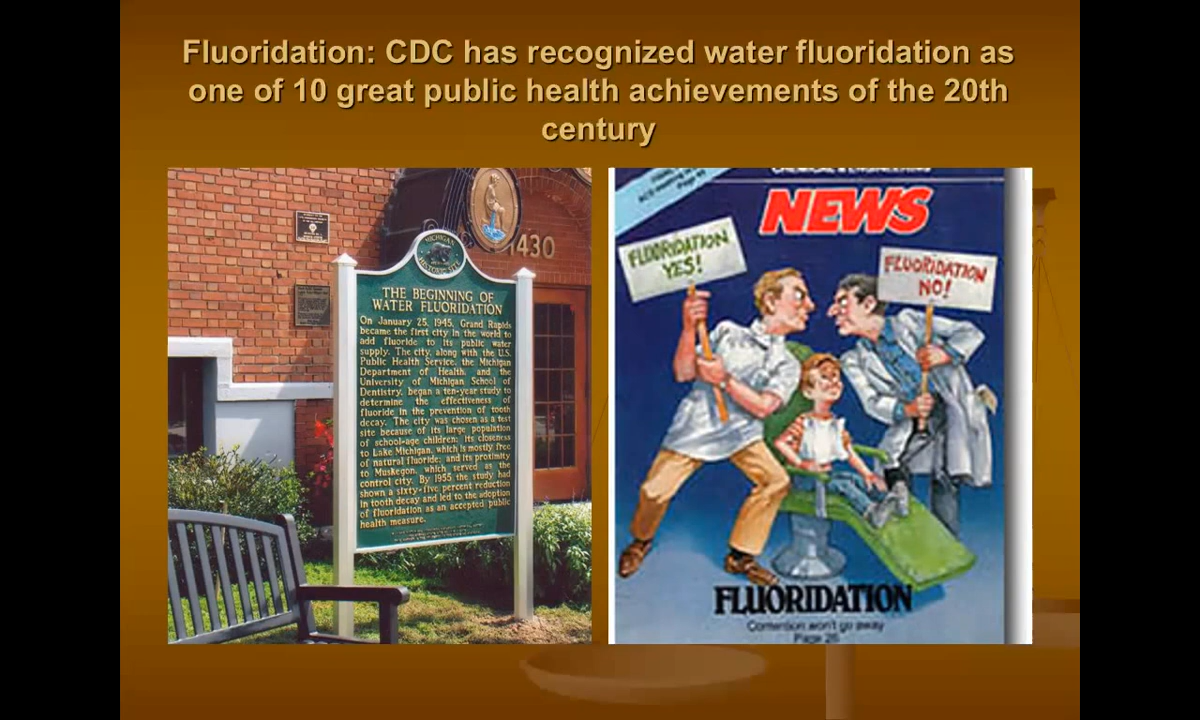 Fluoridation: CDC has recognized water fluoridation as
one of 10 great public health achievements of the 20th
century
1430
MICHIGAN
HISTORIC SITE
THE BEGINNING OF
WATER FLUORIDATION
On January 25, 1945, Grand Rapids
became the first city in the world to
add fluoride to its public water
supply. The city, along with the U.S.
Public Health Service, the Michigan
Department of Health, and the
University of Michigan School of
Dentistry, began a ten-year study to
determine the effectiveness of
fluoride in the prevention of tooth
decay. The city was chosen as a test
site because of its large population
of school-age children; its closeness
to Lake Michigan, which is mostly free
of natural fluoride; and its proximity
to Muskegon, which served as the
control city. By 1955 the study had
shown a sixty-five percent reduction
in tooth decay and led to the adoption
of fluoridation as an accepted public
health measure.
NEWS
FLUORIDATION
YES!
FLUORIDATION
NO!
FLUORIDATION
Contention won't go away
Page 26